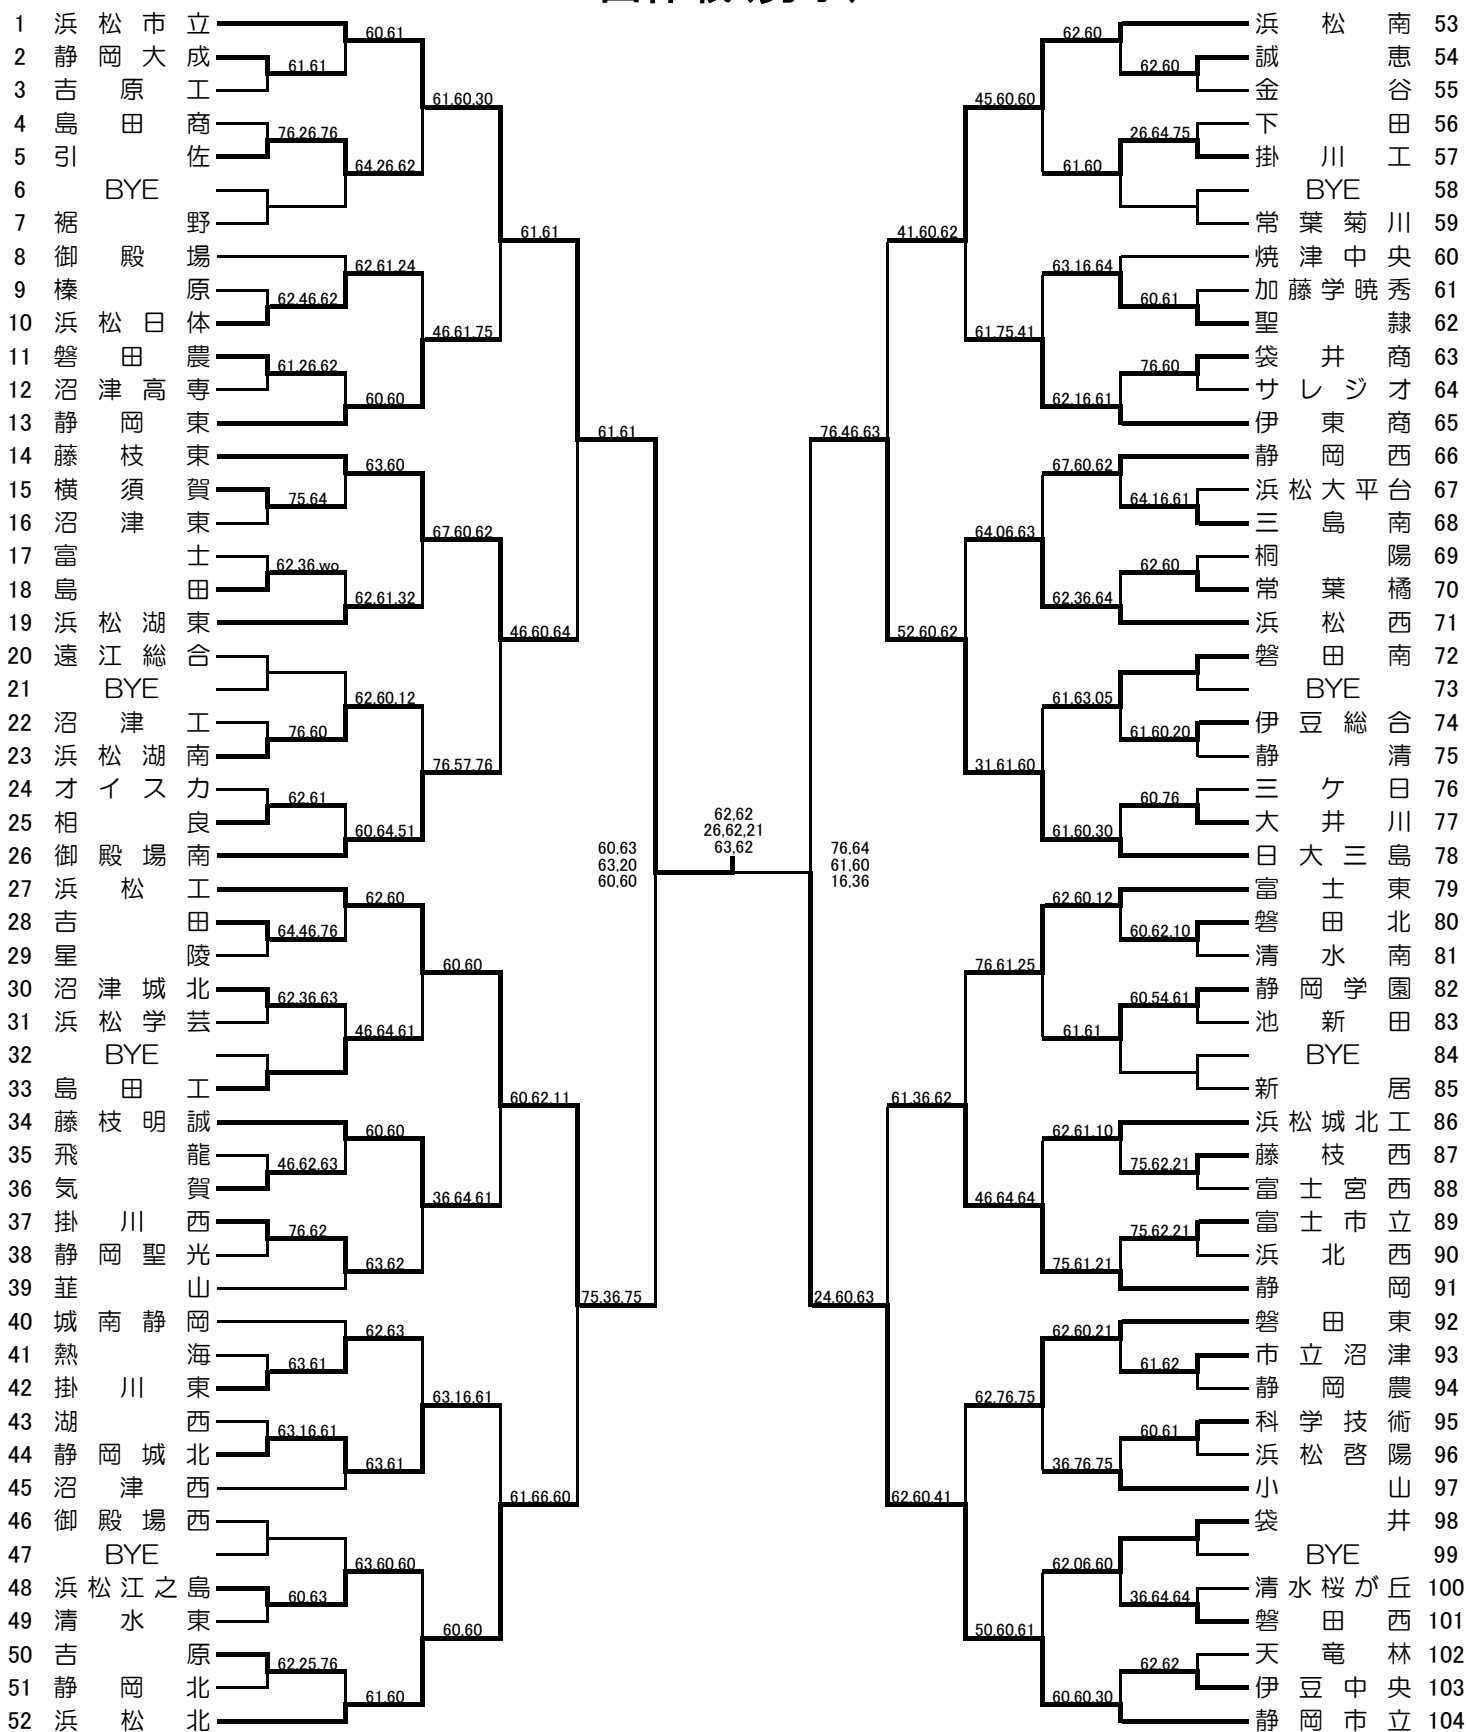 1 浜松市立
2 静岡大成
3 吉原工
4 島田商
5 引佐
6 BYE
7 裾野
8 御殿場
9 榛原
10 浜松日体
11 磐田農
12 沼津高専
13 静岡東
14 藤枝東
15 横須賀
16 沼津東
17 富士
18 島田
19 浜松湖東
20 遠江総合
21 BYE
22 沼津工
23 浜松湖南
24 オイスカ
25 相良
26 御殿場南
27 浜松工
28 吉田
29 星陵
30 沼津城北
31 浜松学芸
32 BYE
33 島田工
34 藤枝明誠
35 飛龍
36 気賀
37 掛川西
38 静岡聖光
39 韮山
40 城南静岡
41 熱海
42 掛川東
43 湖西
44 静岡城北
45 沼津西
46 御殿場西
47 BYE
48 浜松江之島
49 清水東
50 吉原
51 静岡北
52 浜松北
61.61
76.26.76
62.46.62
61.26.62
75.64
62.36.wo
76.60
62.61
64.46.76
62.36.63
46.62.63
76.62
63.61
63.16.61
60.63
62.25.76
60.61
64.26.62
62.61.24
60.60
63.60
62.61.32
62.60.12
60.64.51
62.60
46.64.61
60.60
63.62
62.63
63.61
63.60.60
61.60
61.60.30
46.61.75
67.60.62
76.57.76
60.60
36.64.61
63.16.61
60.60
61.61
46.60.64
60.62.11
61.66.60
61.61
75.36.75
60,63
63,20
60,60
62,62
26,62,21
63,62
76,64
61,60
16,36
76.46.63
24.60.63
41.60.62
52.60.62
61.36.62
62.60.41
45.60.60
61.75.41
64.06.63
31.61.60
76.61.25
46.64.64
62.76.75
50.60.61
62.60
61.60
63.16.64
62.16.61
67.60.62
62.36.64
61.63.05
61.60.30
62.60.12
61.61
62.61.10
75.61.21
62.60.21
36.76.75
62.06.60
60.60.30
62.60
26.64.75
60.61
76.60
64.16.61
62.60
61.60.20
60.76
60.62.10
60.54.61
75.62.21
75.62.21
61.62
60.61
36.64.64
62.62
浜松南 53
誠恵 54
金谷 55
下田 56
掛川工 57
BYE 58
常葉菊川 59
焼津中央 60
加藤学暁秀 61
聖隷 62
袋井商 63
サレジオ 64
伊東商 65
静岡西 66
浜松大平台 67
三島南 68
桐陽 69
常葉橘 70
浜松西 71
磐田南 72
BYE 73
伊豆総合 74
静清 75
三ケ日 76
大井川 77
日大三島 78
富士東 79
磐田北 80
清水南 81
静岡学園 82
池新田 83
BYE 84
新居 85
浜松城北工 86
藤枝西 87
富士宮西 88
富士市立 89
浜北西 90
静岡 91
磐田東 92
市立沼津 93
静岡農 94
科学技術 95
浜松啓陽 96
小山 97
袋井 98
BYE 99
清水桜が丘 100
磐田西 101
天竜林 102
伊豆中央 103
静岡市立 104